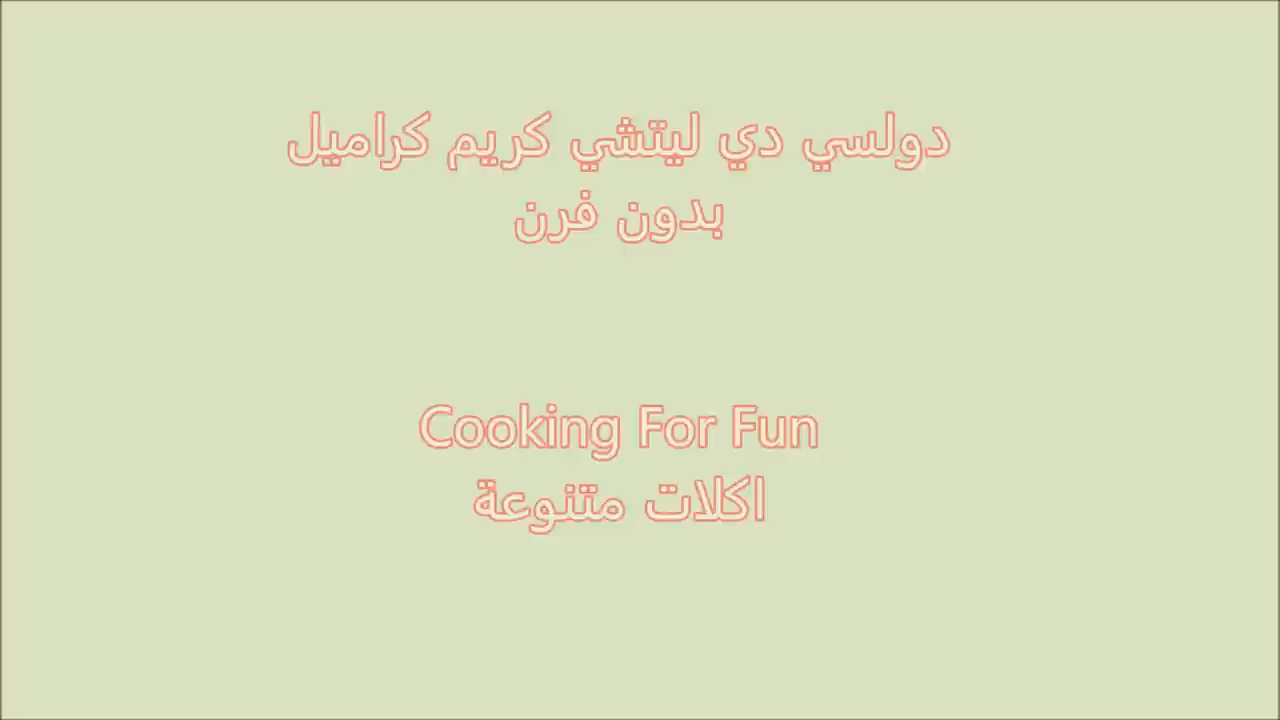 دولسي دي ليتشي كريم كراميل
بدون فرن
Cooking For Fun
اكلات متنوعة